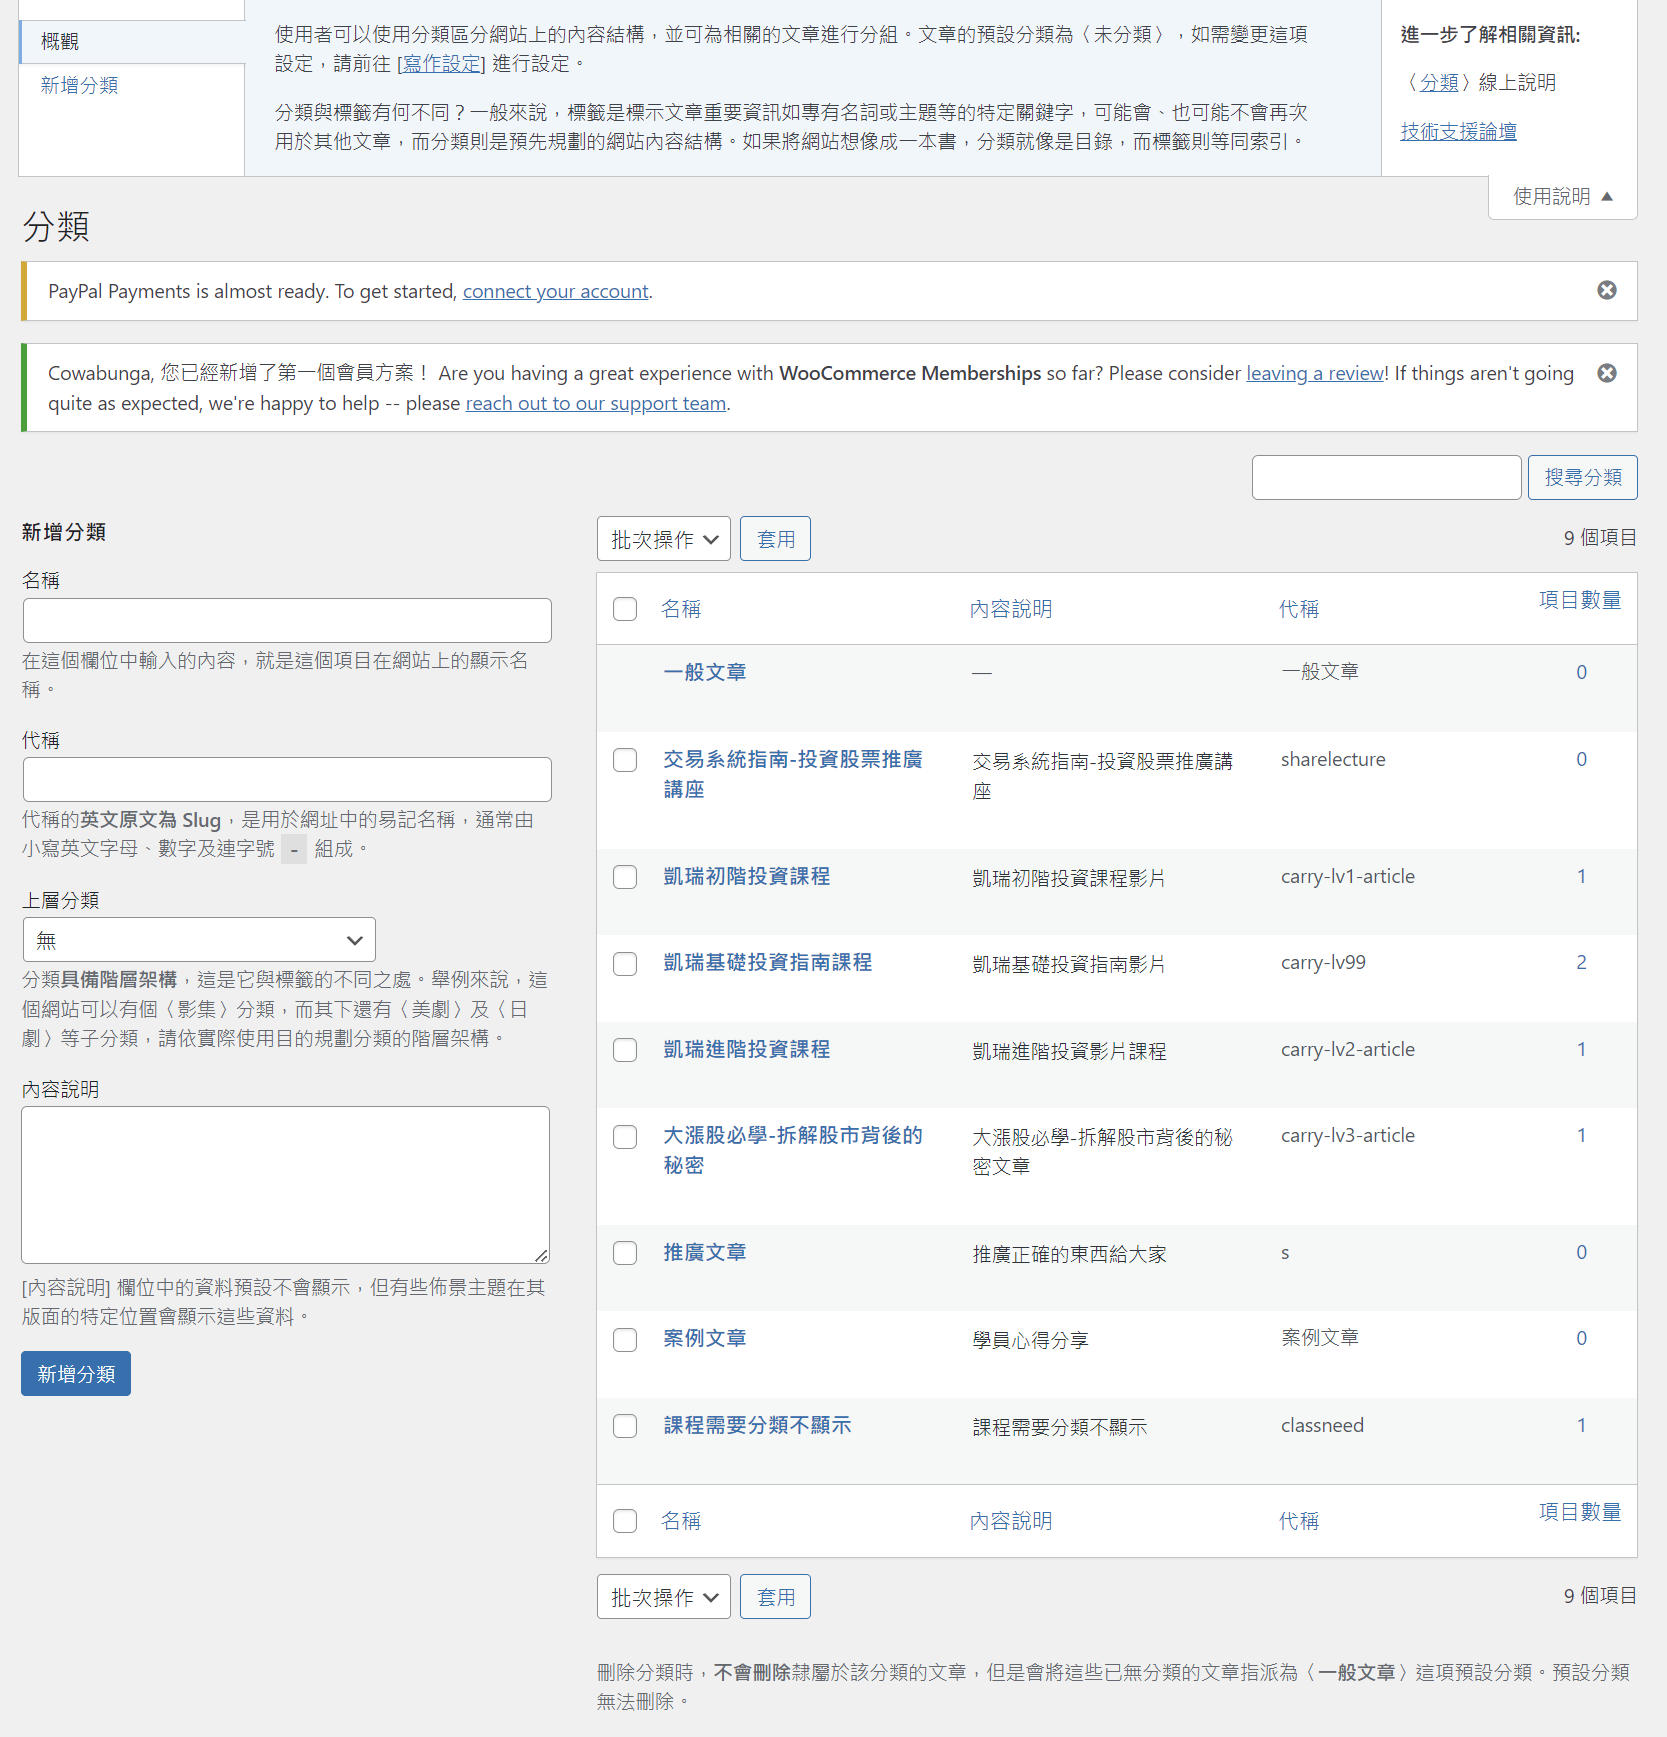 概觀
新增分類
使用者可以使用分類區分網站上的內容結構，並可為相關的文章進行分組。文章的預設分類為〈未分類〉，如需變更這項
設定，請前往 [寫作設定] 進行設定。
分類與標籤有何不同？一般來說，標籤是標示文章重要資訊如專有名詞或主題等的特定關鍵字，可能會、也可能不會再次
用於其他文章，而分類則是預先規劃的網站內容結構。如果將網站想像成一本書，分類就像是目錄，而標籤則等同索引。
進一步了解相關資訊:
〈分類〉線上說明
技術支援論壇
使用說明
分類
PayPal Payments is almost ready. To get started, connect your account.
Cowabunga, 您已經新增了第一個會員方案！ Are you having a great experience with WooCommerce Memberships so far? Please consider leaving a review! If things aren't going
quite as expected, we're happy to help -- please reach out to our support team.
搜尋分類
新增分類
名稱
在這個欄位中輸入的內容，就是這個項目在網站上的顯示名
稱。
代稱
代稱的英文原文為 Slug，是用於網址中的易記名稱，通常由
小寫英文字母、數字及連字號 - 組成。
上層分類
無
分類具備階層架構，這是它與標籤的不同之處。舉例來說，這
個網站可以有個〈影集〉分類，而其下還有〈美劇〉及〈日
劇〉等子分類，請依實際使用目的規劃分類的階層架構。
內容說明
[內容說明] 欄位中的資料預設不會顯示，但有些佈景主題在其
版面的特定位置會顯示這些資料。
新增分類
批次操作 套用 9 個項目
名稱 內容說明 代稱 項目數量
一般文章 — 一般文章 0
交易系統指南-投資股票推廣 交易系統指南-投資股票推廣講 sharelecture 0
講座 座
凱瑞初階投資課程 凱瑞初階投資課程影片 carry-lv1-article 1
凱瑞基礎投資指南課程 凱瑞基礎投資指南影片 carry-lv99 2
凱瑞進階投資課程 凱瑞進階投資影片課程 carry-lv2-article 1
大漲股必學-拆解股市背後的 大漲股必學-拆解股市背後的秘 carry-lv3-article 1
秘密 密文章
推廣文章 推廣正確的東西給大家 s 0
案例文章 學員心得分享 案例文章 0
課程需要分類不顯示 課程需要分類不顯示 classneed 1
名稱 內容說明 代稱 項目數量
批次操作 套用 9 個項目
刪除分類時，不會刪除隸屬於該分類的文章，但是會將這些已無分類的文章指派為〈一般文章〉這項預設分類。預設分類
無法刪除。